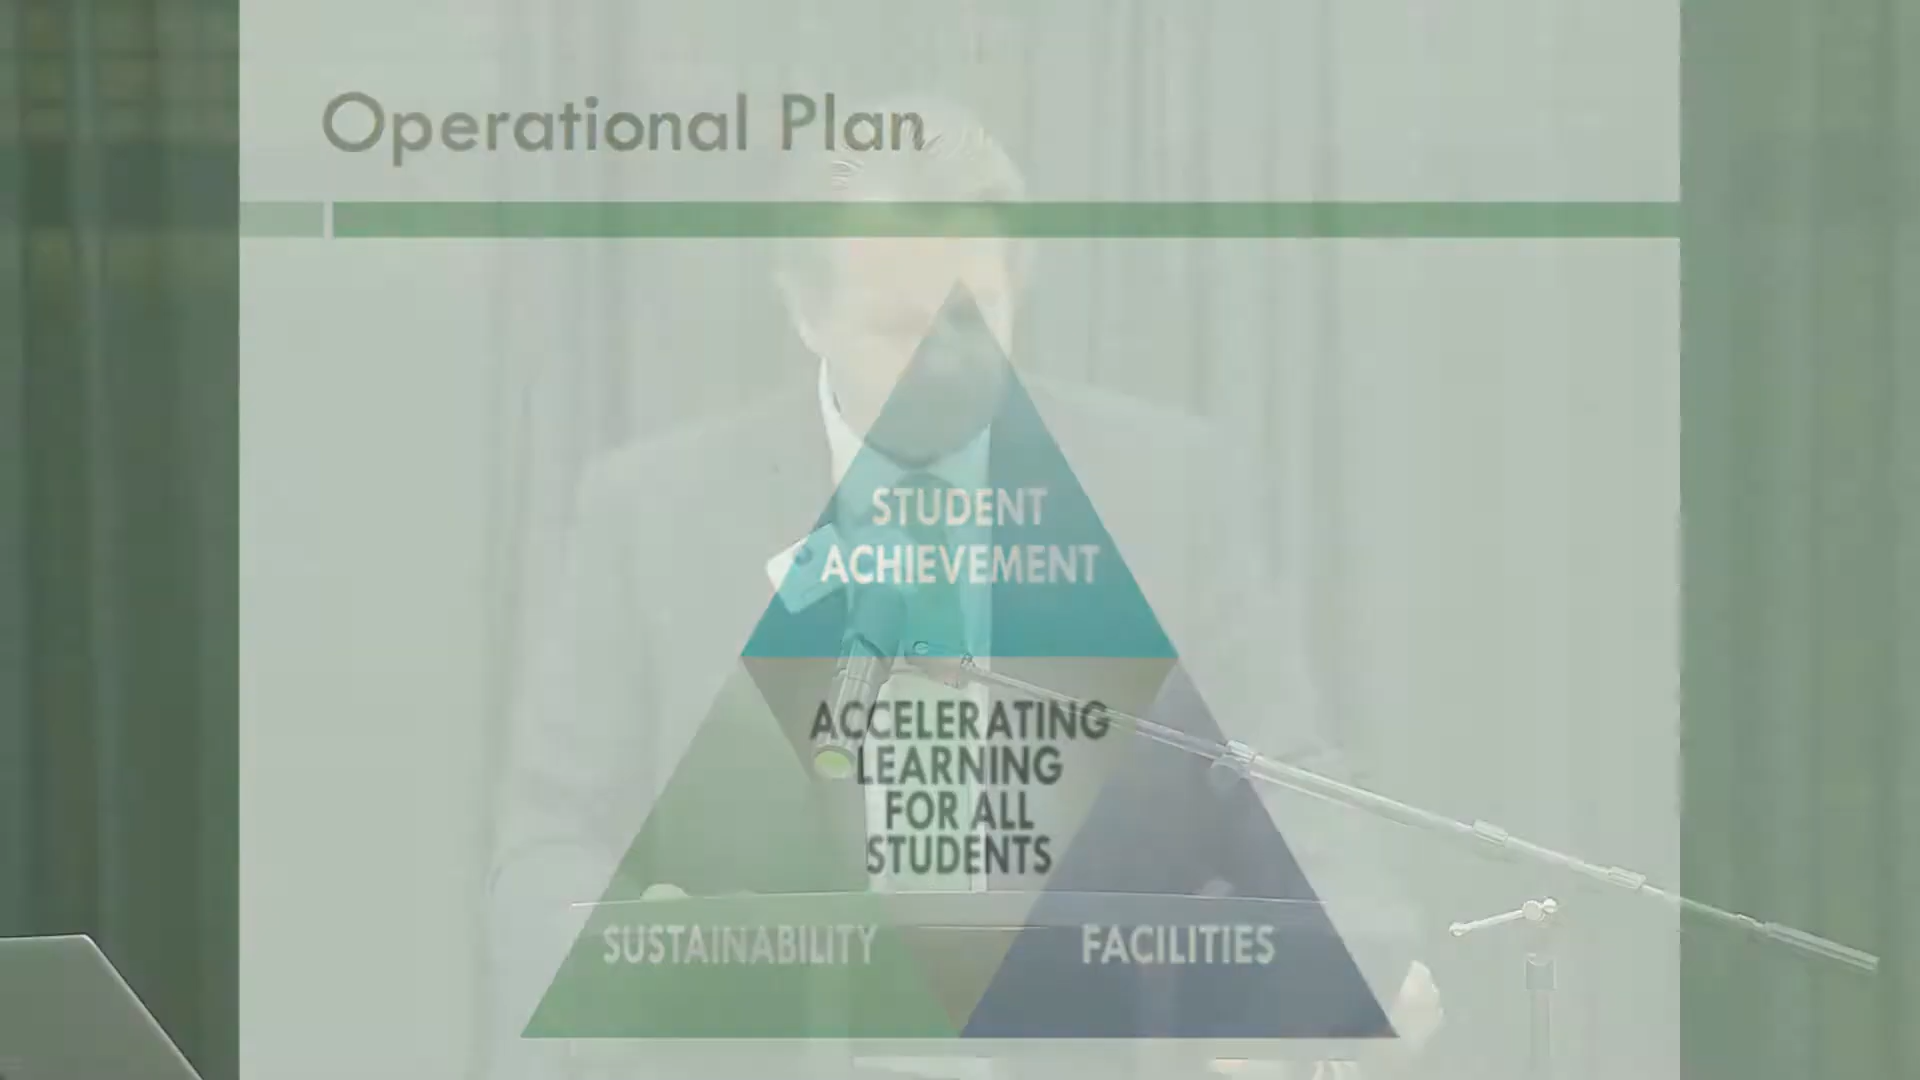 Operational Plan
STUDENT
ACHIEVEMENT
ACCELERATING
LEARNING
FOR ALL
STUDENTS
SUSTAINABILITY
FACILITIES